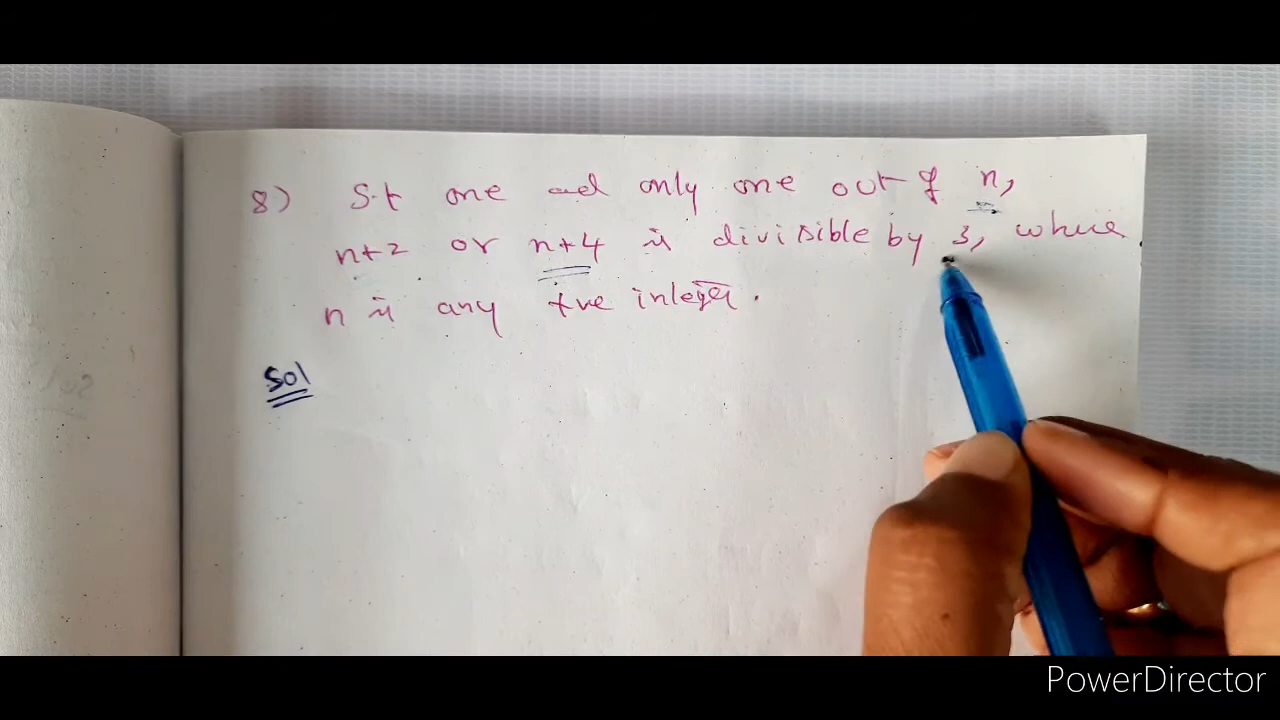 8) S.t one and only one out of n,
n+2 or n+4 is divisible by 3, where
n is any +ve integer.
Sol
PowerDirector